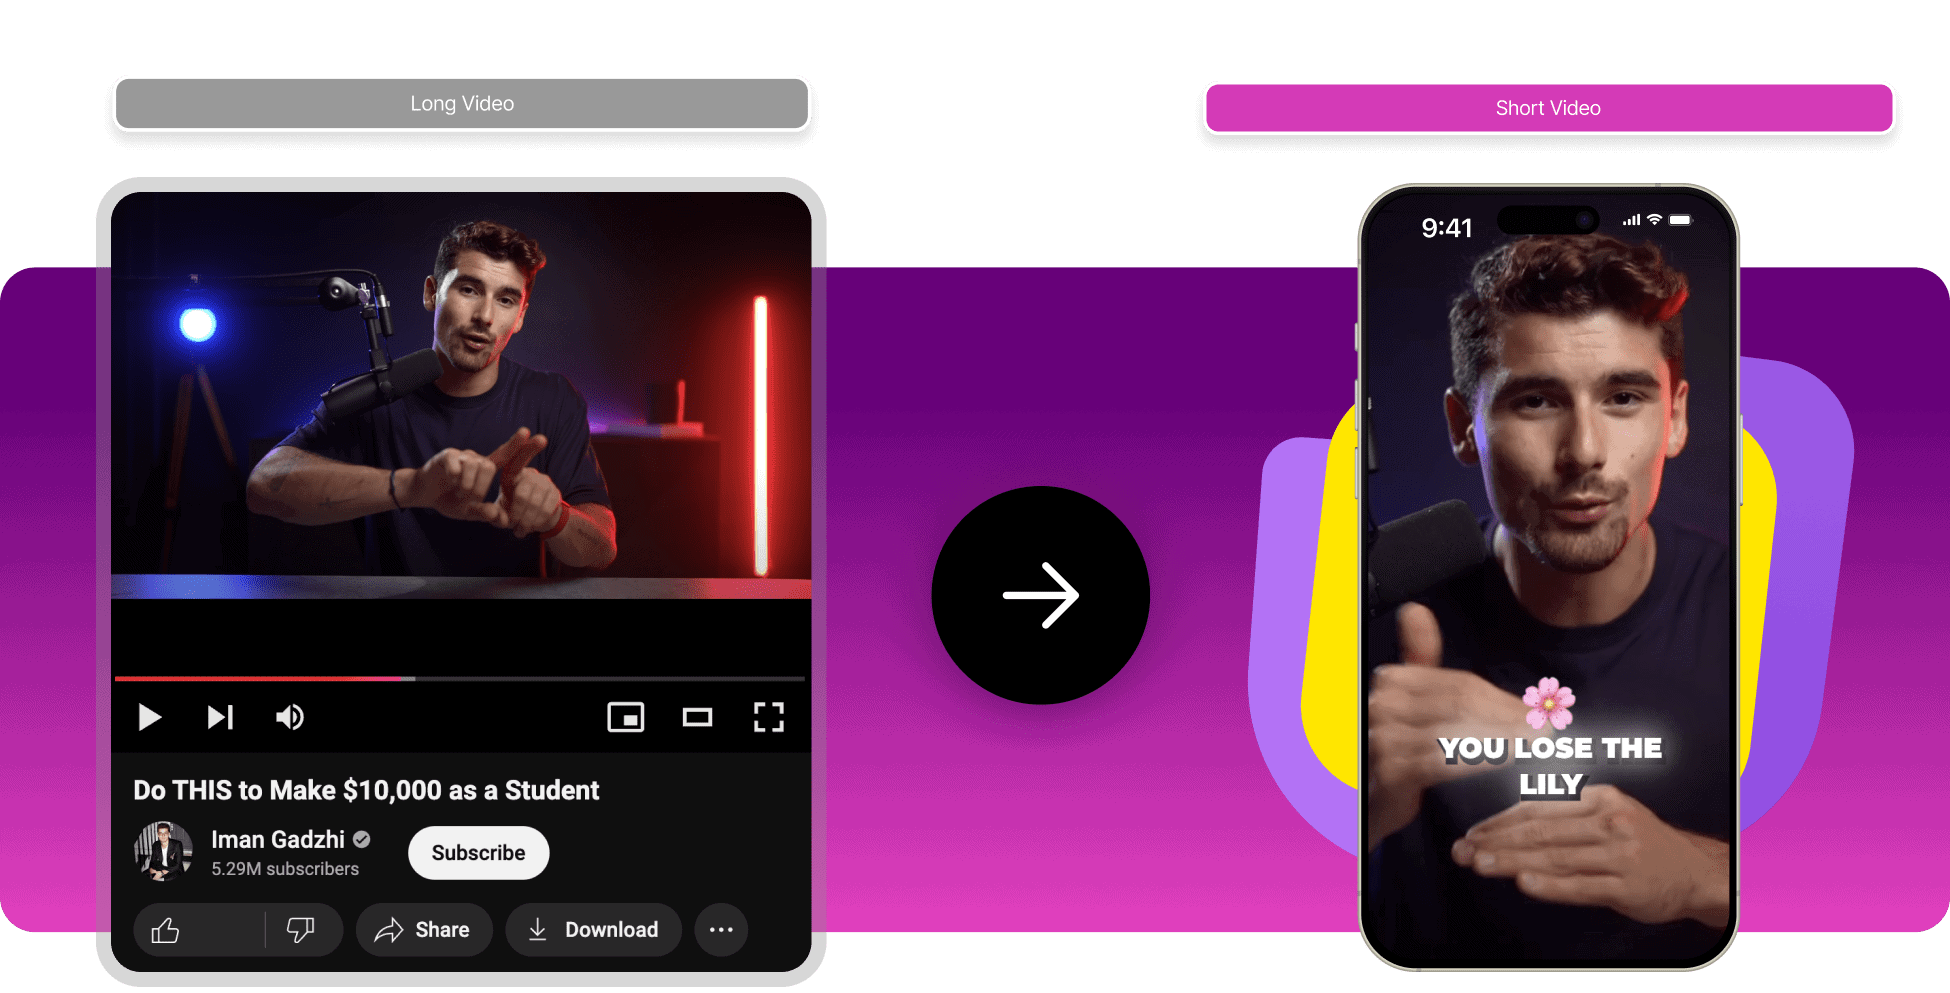 Long Video
Short Video
9:41
YOU LOSE THE
LILY
Do THIS to Make $10,000 as a Student
Iman Gadzhi
5.29M subscribers
Subscribe
Share
Download